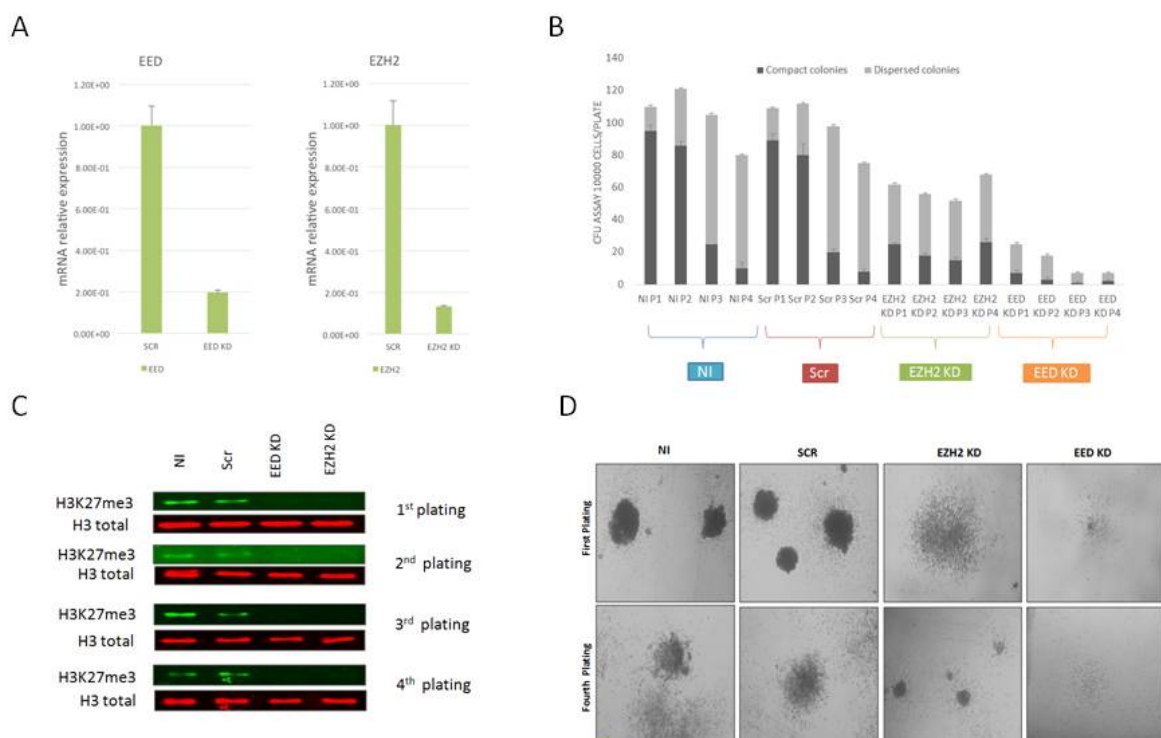 A
EED
mRNA relative expression
1.20E+00
1.00E+00
8.00E-01
6.00E-01
4.00E-01
2.00E-01
0.00E+00
SCR
EED KD
EED
EZH2
mRNA relative expression
1.20E+00
1.00E+00
8.00E-01
6.00E-01
4.00E-01
2.00E-01
0.00E+00
SCR
EZH2 KD
EZH2
B
Compact colonies Dispersed colonies
CFU ASSAY 10000 CELLS/PLATE
140
120
100
80
60
40
20
0
NI P1 NI P2 NI P3 NI P4 Scr P1 Scr P2 Scr P3 Scr P4 EZH2 EZH2 EZH2 EZH2 EED EED EED EED
KD P1 KD P2 KD P3 KD P4 KD P1 KD P2 KD P3 KD P4
NI Scr EZH2 KD EED KD
C
NI Scr EED KD EZH2 KD
H3K27me3
H3 total
1st plating
H3K27me3
H3 total
2nd plating
H3K27me3
H3 total
3rd plating
H3K27me3
H3 total
4th plating
D
NI SCR EZH2 KD EED KD
First Plating
Fourth Plating